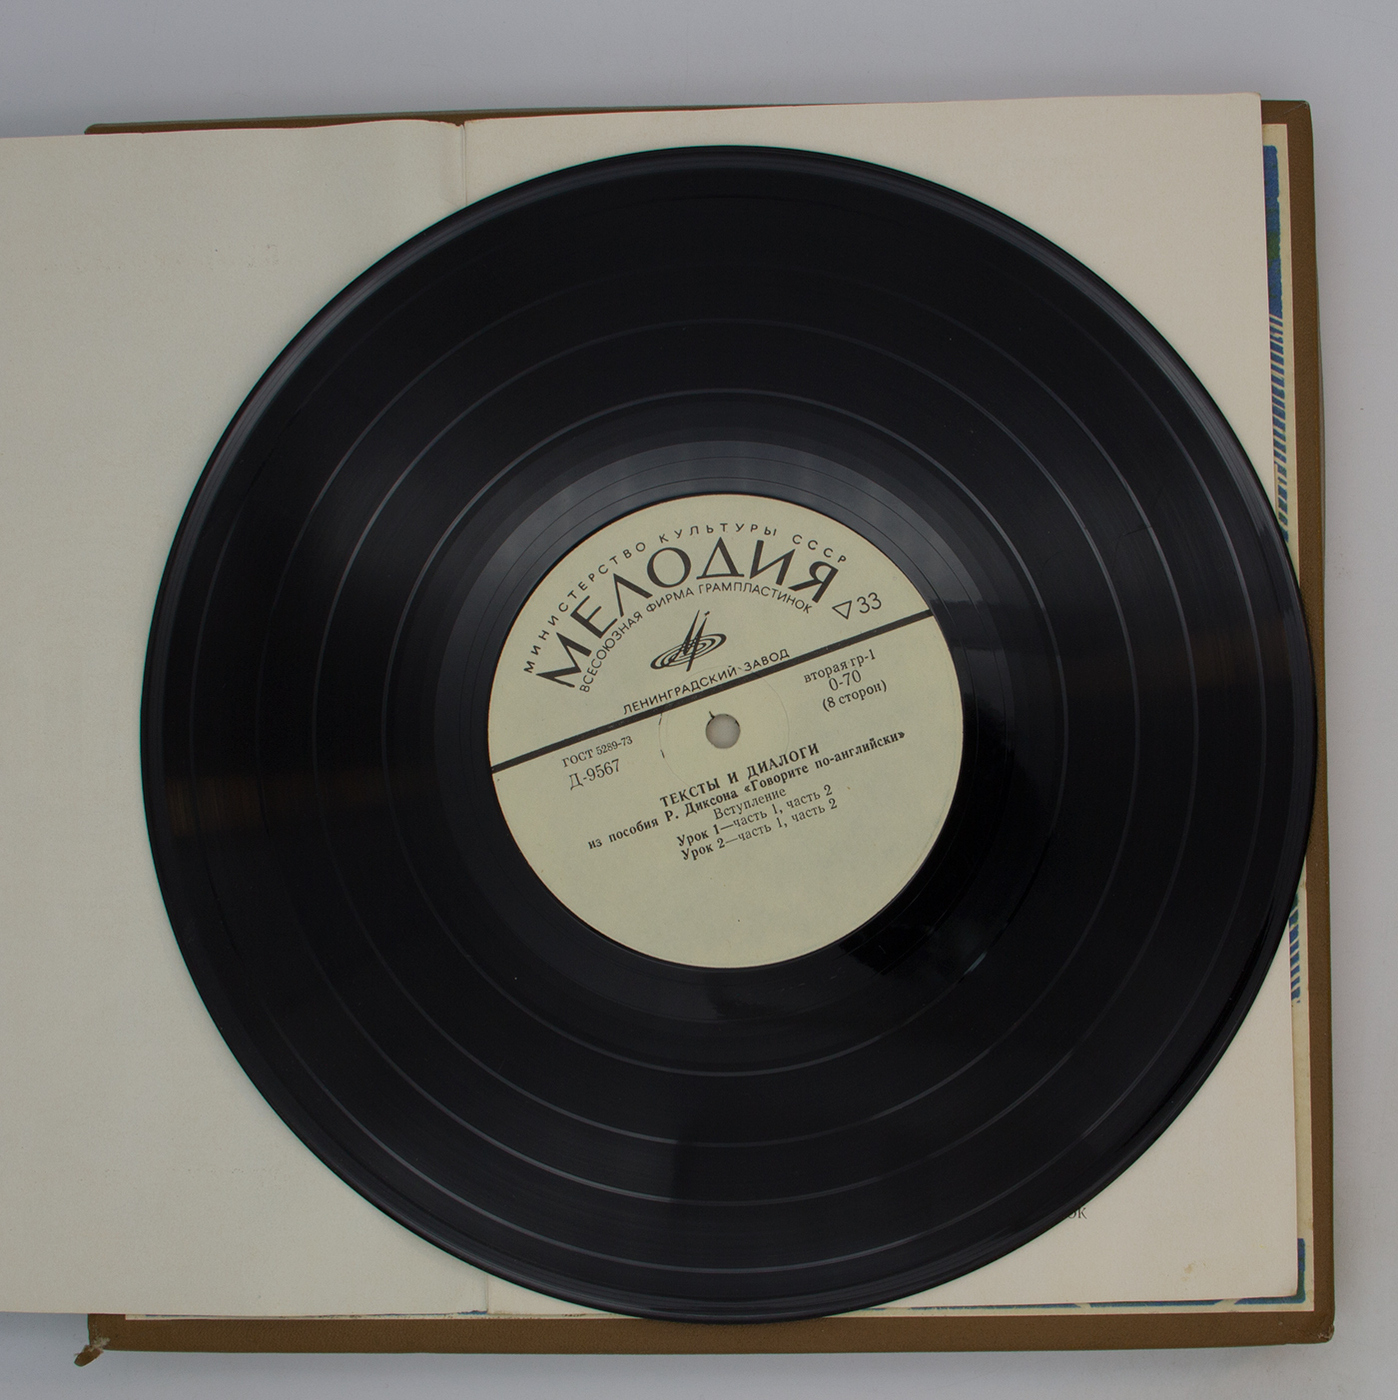 МИНИСТЕРСТВО КУЛЬТУРЫ СССР
МЕЛОДИЯ
ВСЕСОЮЗНАЯ ФИРМА ГРАМПЛАСТИНОК
33
ЛЕНИНГРАДСКИЙ ЗАВОД
вторая гр-1
0-70
(8 сторон)
ГОСТ 5289-73
Д-9567
ТЕКСТЫ И ДИАЛОГИ
из пособия Р. Диксона «Говорите по-английски»
Вступление
Урок 1—часть 1, часть 2
Урок 2—часть 1, часть 2